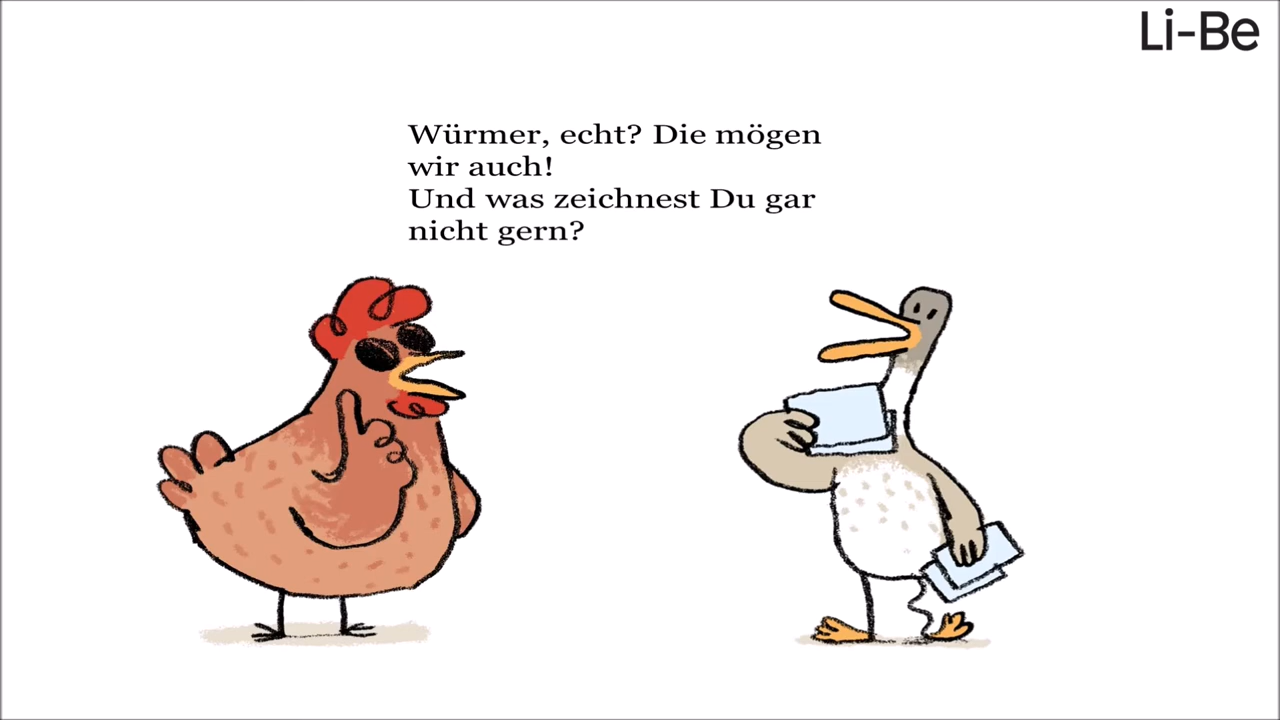 Li-Be
Würmer, echt? Die mögen
wir auch!
Und was zeichnest Du gar
nicht gern?